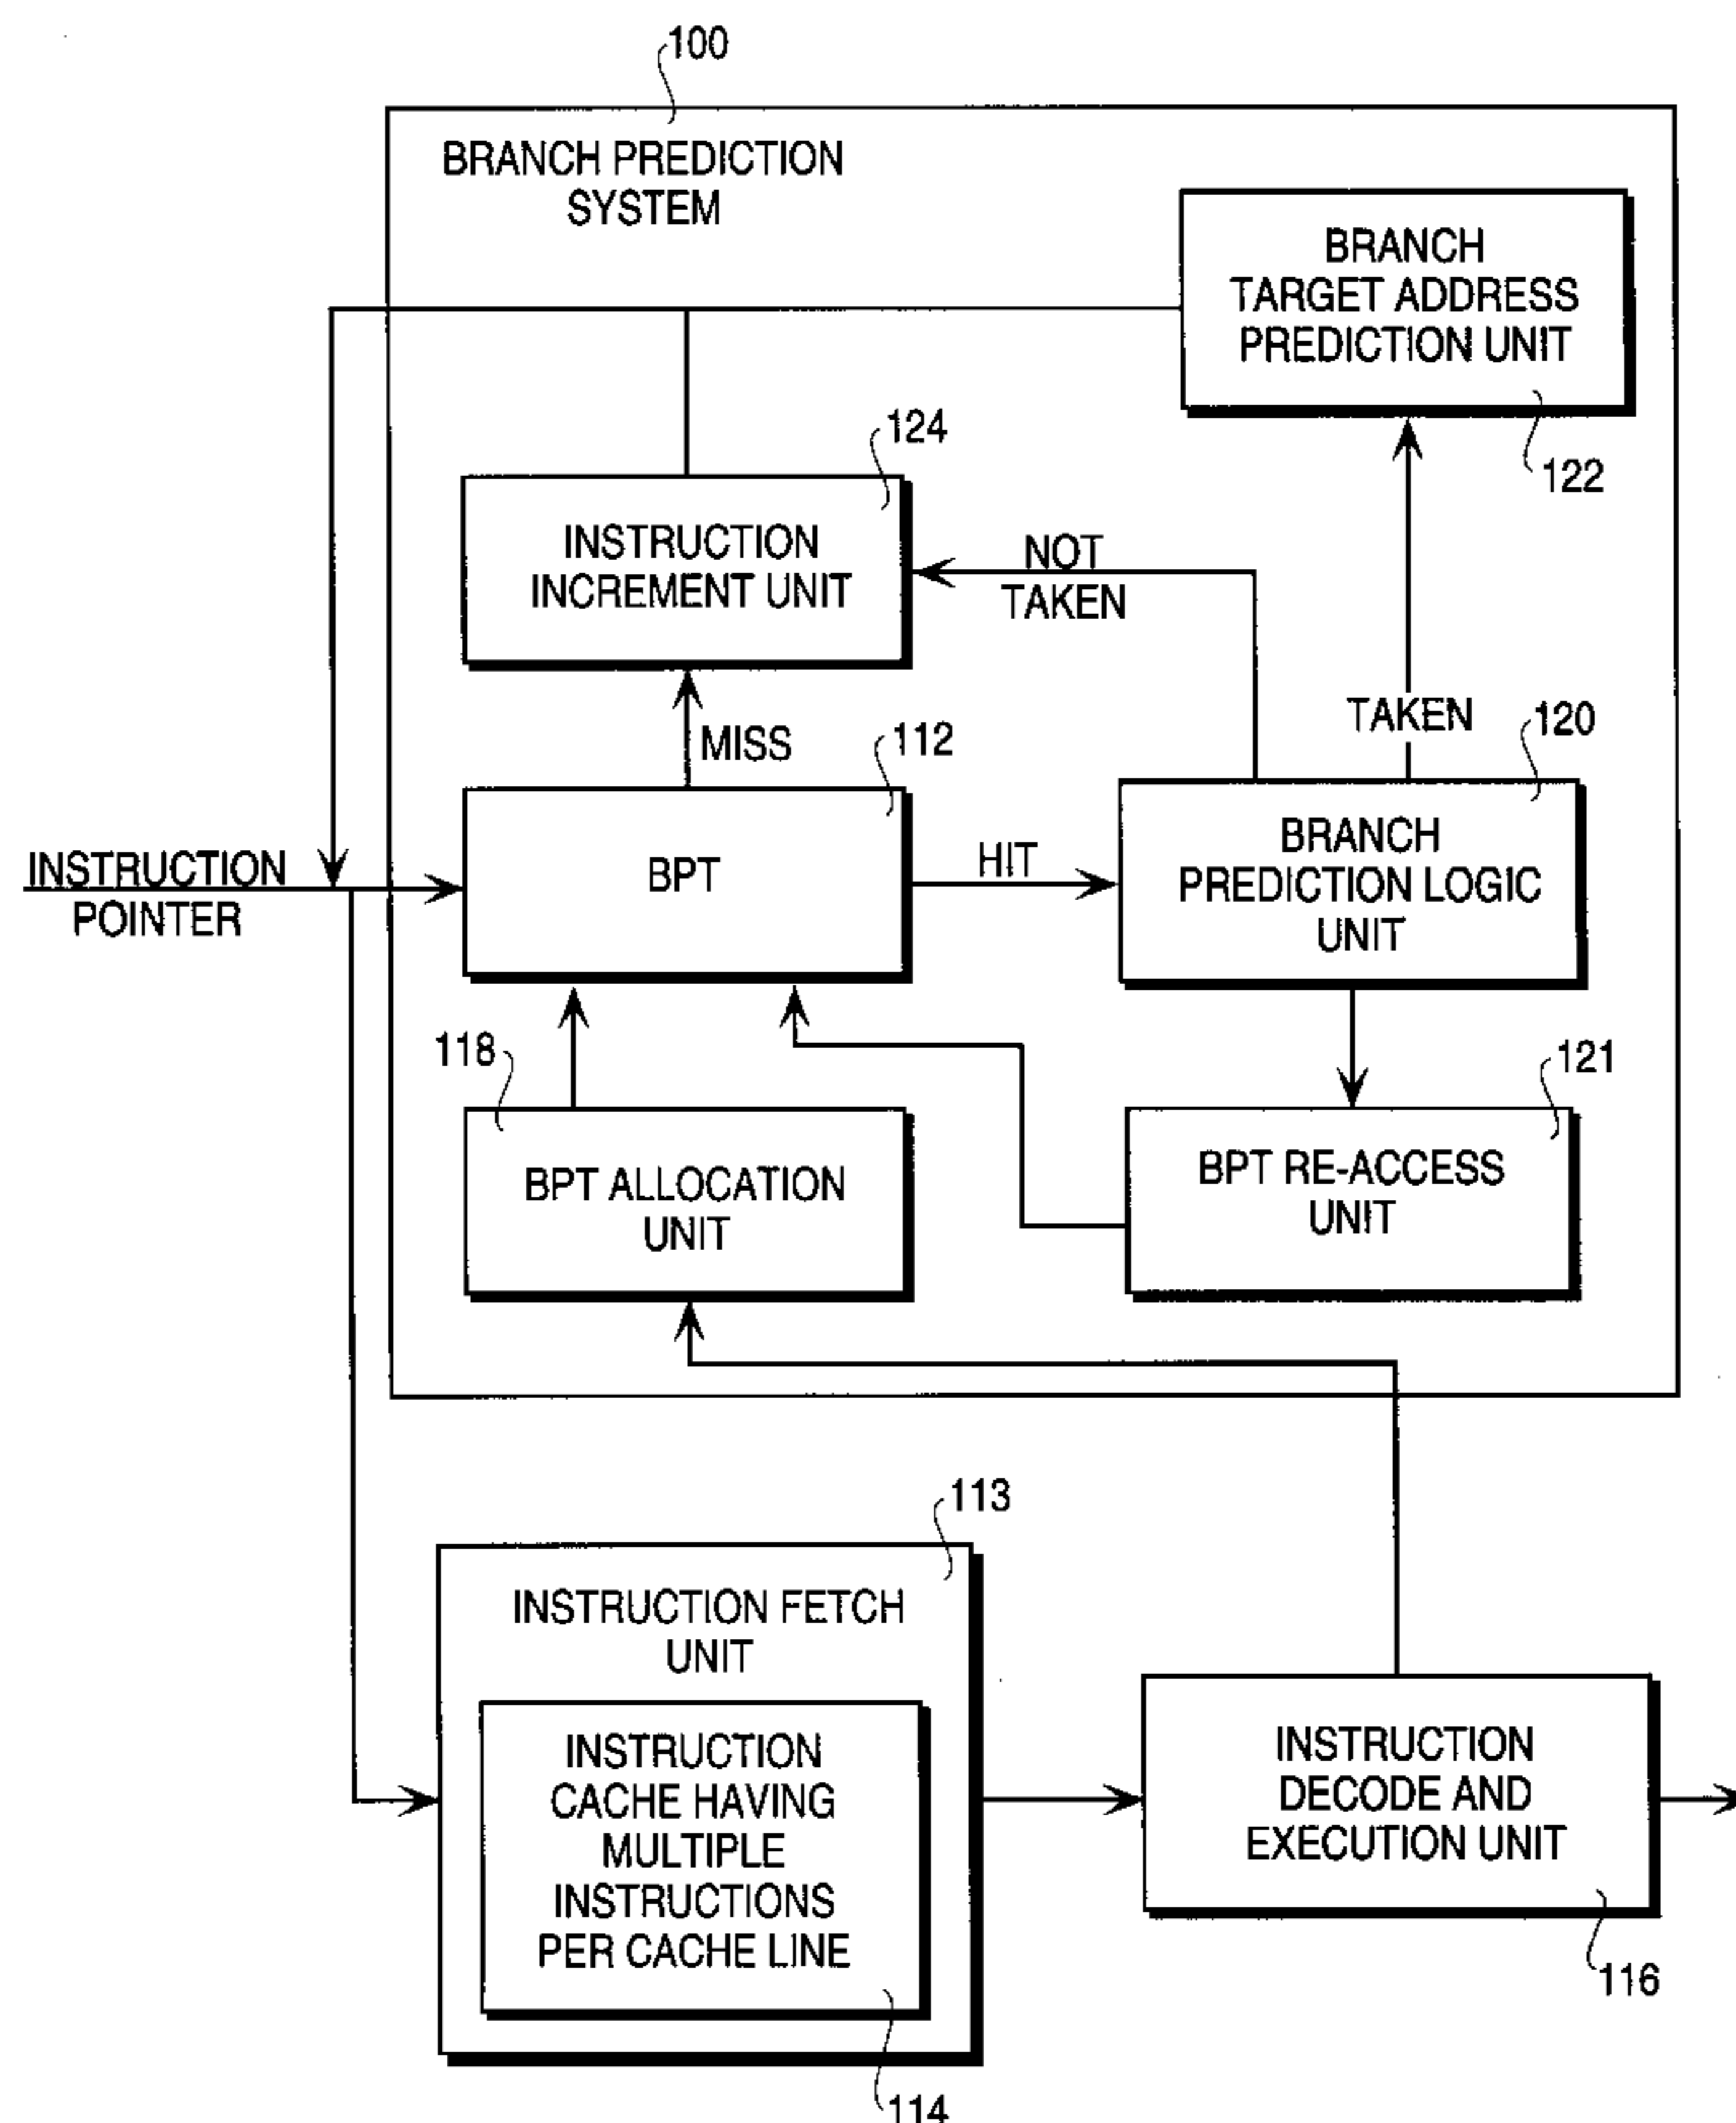 100
BRANCH PREDICTION
SYSTEM
BRANCH
TARGET ADDRESS
PREDICTION UNIT
122
124
INSTRUCTION
INCREMENT UNIT
NOT
TAKEN
TAKEN
120
MISS
112
INSTRUCTION
POINTER
BPT
HIT
BRANCH
PREDICTION LOGIC
UNIT
118
121
BPT ALLOCATION
UNIT
BPT RE-ACCESS
UNIT
113
INSTRUCTION FETCH
UNIT
INSTRUCTION
CACHE HAVING
MULTIPLE
INSTRUCTIONS
PER CACHE LINE
114
INSTRUCTION
DECODE AND
EXECUTION UNIT
116